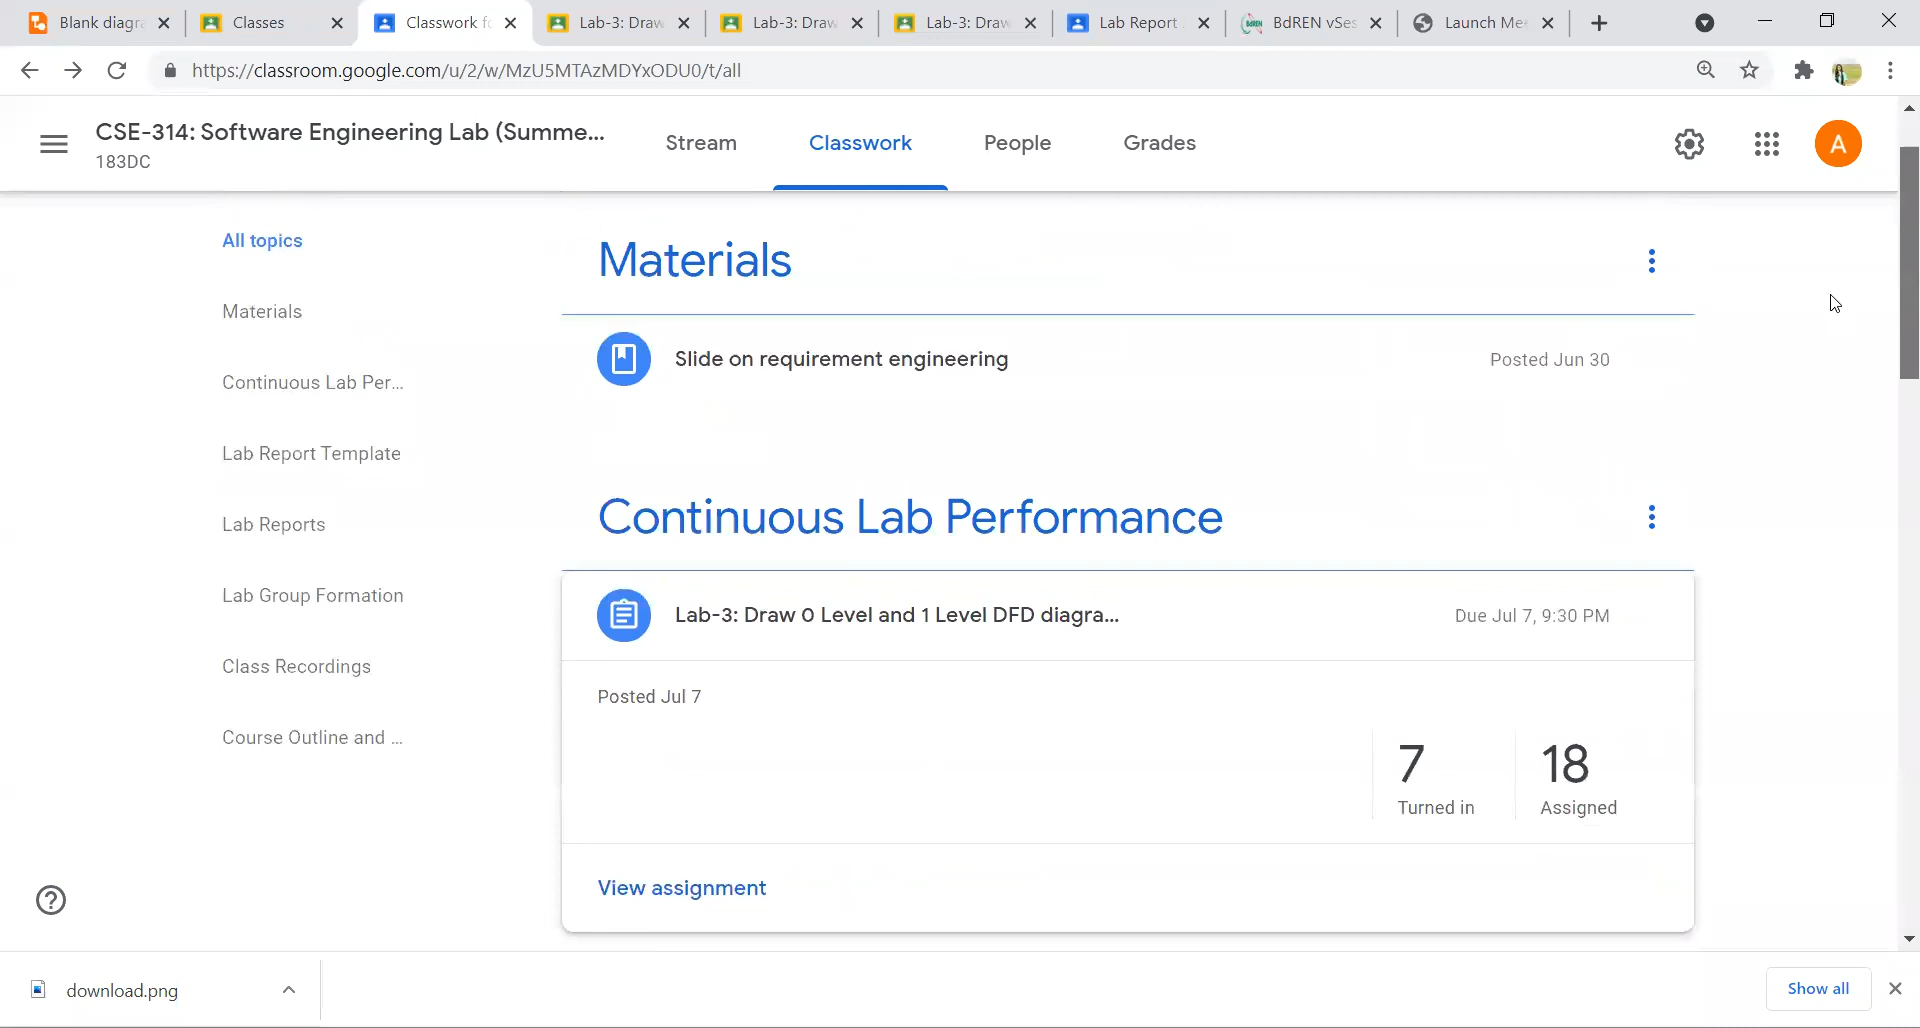 Blank diagra
Classes
Classwork fo
Lab-3: Draw
Lab-3: Draw
Lab-3: Draw
Lab Report
BdREN vSes
Launch Mee
https://classroom.google.com/u/2/w/MzU5MTAzMDYxODU0/t/all
CSE-314: Software Engineering Lab (Summe...
183DC
Stream
Classwork
People
Grades
A
All topics
Materials
Continuous Lab Per...
Lab Report Template
Lab Reports
Lab Group Formation
Class Recordings
Course Outline and ...
Materials
Slide on requirement engineering
Posted Jun 30
Continuous Lab Performance
Lab-3: Draw 0 Level and 1 Level DFD diagra...
Due Jul 7, 9:30 PM
Posted Jul 7
7
18
Turned in
Assigned
View assignment
download.png
Show all